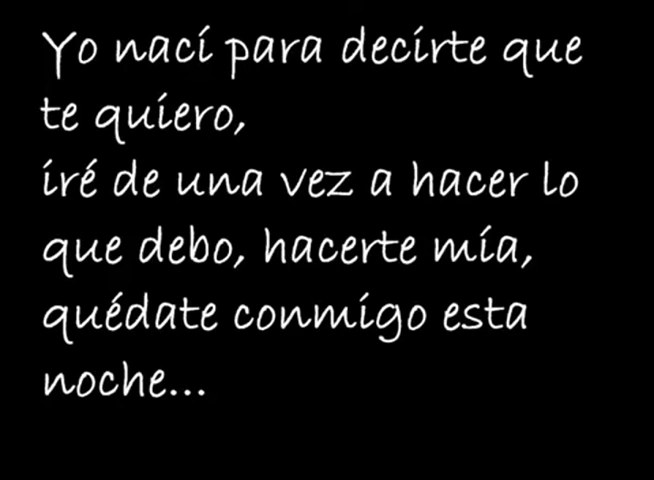 Yo nací para decirte que
te quiero,
iré de una vez a hacer lo
que debo, hacerte mía,
quédate conmigo esta
noche...